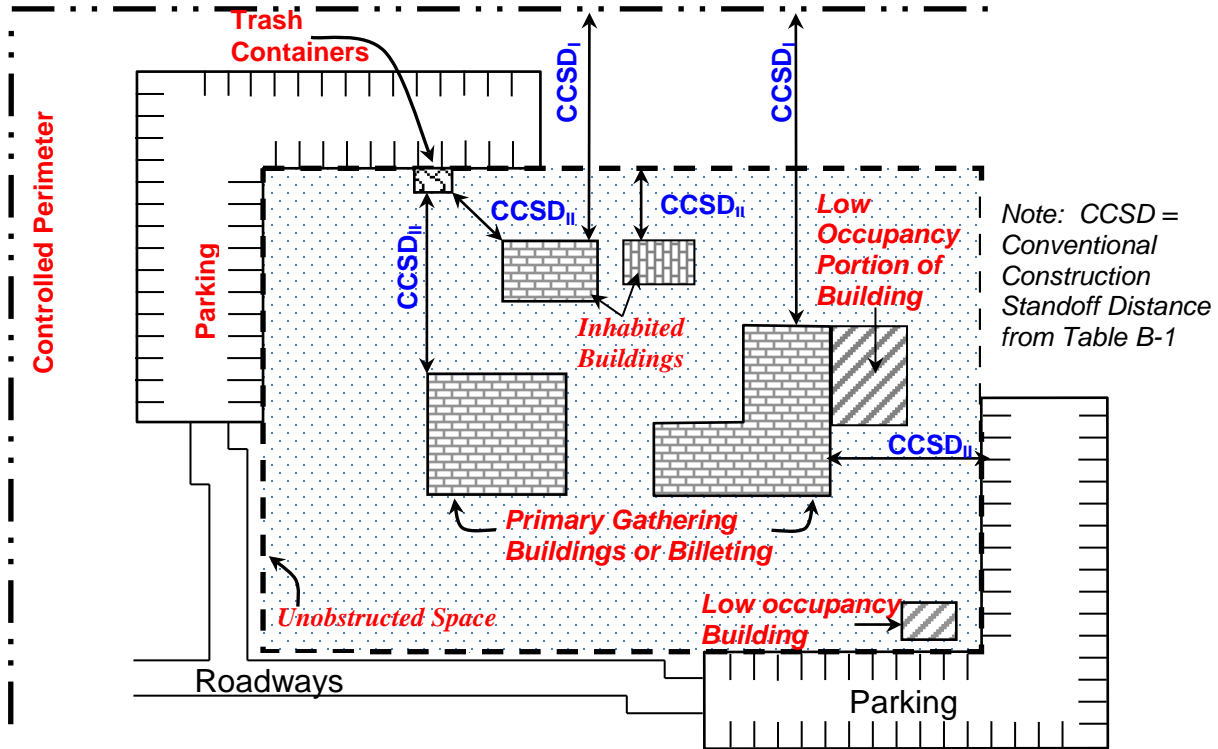 Trash
Containers
CCSDI
CCSDI
Controlled Perimeter
Parking
CCSDII
CCSDII
CCSDII
Low
Occupancy
Portion of
Building
Note: CCSD =
Conventional
Construction
Standoff Distance
from Table B-1
Inhabited
Buildings
CCSDII
Primary Gathering
Buildings or Billeting
Unobstructed Space
Low occupancy
Building
Roadways
Parking